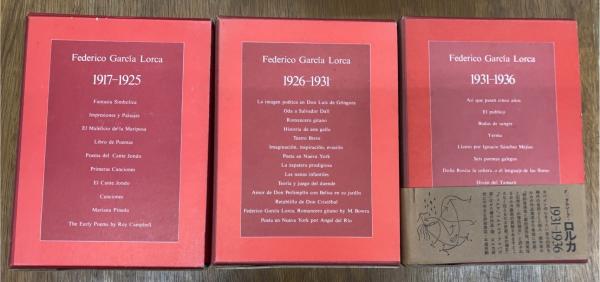 Federico García Lorca
1917–1925
Fantasía Simbólica
Impresiones y Paisajes
El Maleficio de la Mariposa
Libro de Poemas
Poema del Cante Jondo
Primeras Canciones
El Cante Jondo
Canciones
Mariana Pineda
The Early Poems by Roy Campbell
Federico García Lorca
1926–1931
La imagen poética en Don Luis de Góngora
Oda a Salvador Dalí
Romancero gitano
Historia de este gallo
Teatro Breve
Imaginación, inspiración, evasión
Poeta en Nueva York
La zapatera prodigiosa
Las nanas infantiles
Teoría y juego del duende
Amor de Don Perlimplín con Belisa en su jardín
Retablillo de Don Cristóbal
Federico García Lorca, Romancero gitano by M. Bowra
Poeta en Nueva York por Angel del Río
Federico García Lorca
1931–1936
Así que pasen cinco años
El público
Bodas de sangre
Yerma
Llanto por Ignacio Sánchez Mejías
Seis poemas galegos
Doña Rosita la soltera o el lenguaje de las flores
Diván del Tamarit
ロルカ
1931–1936